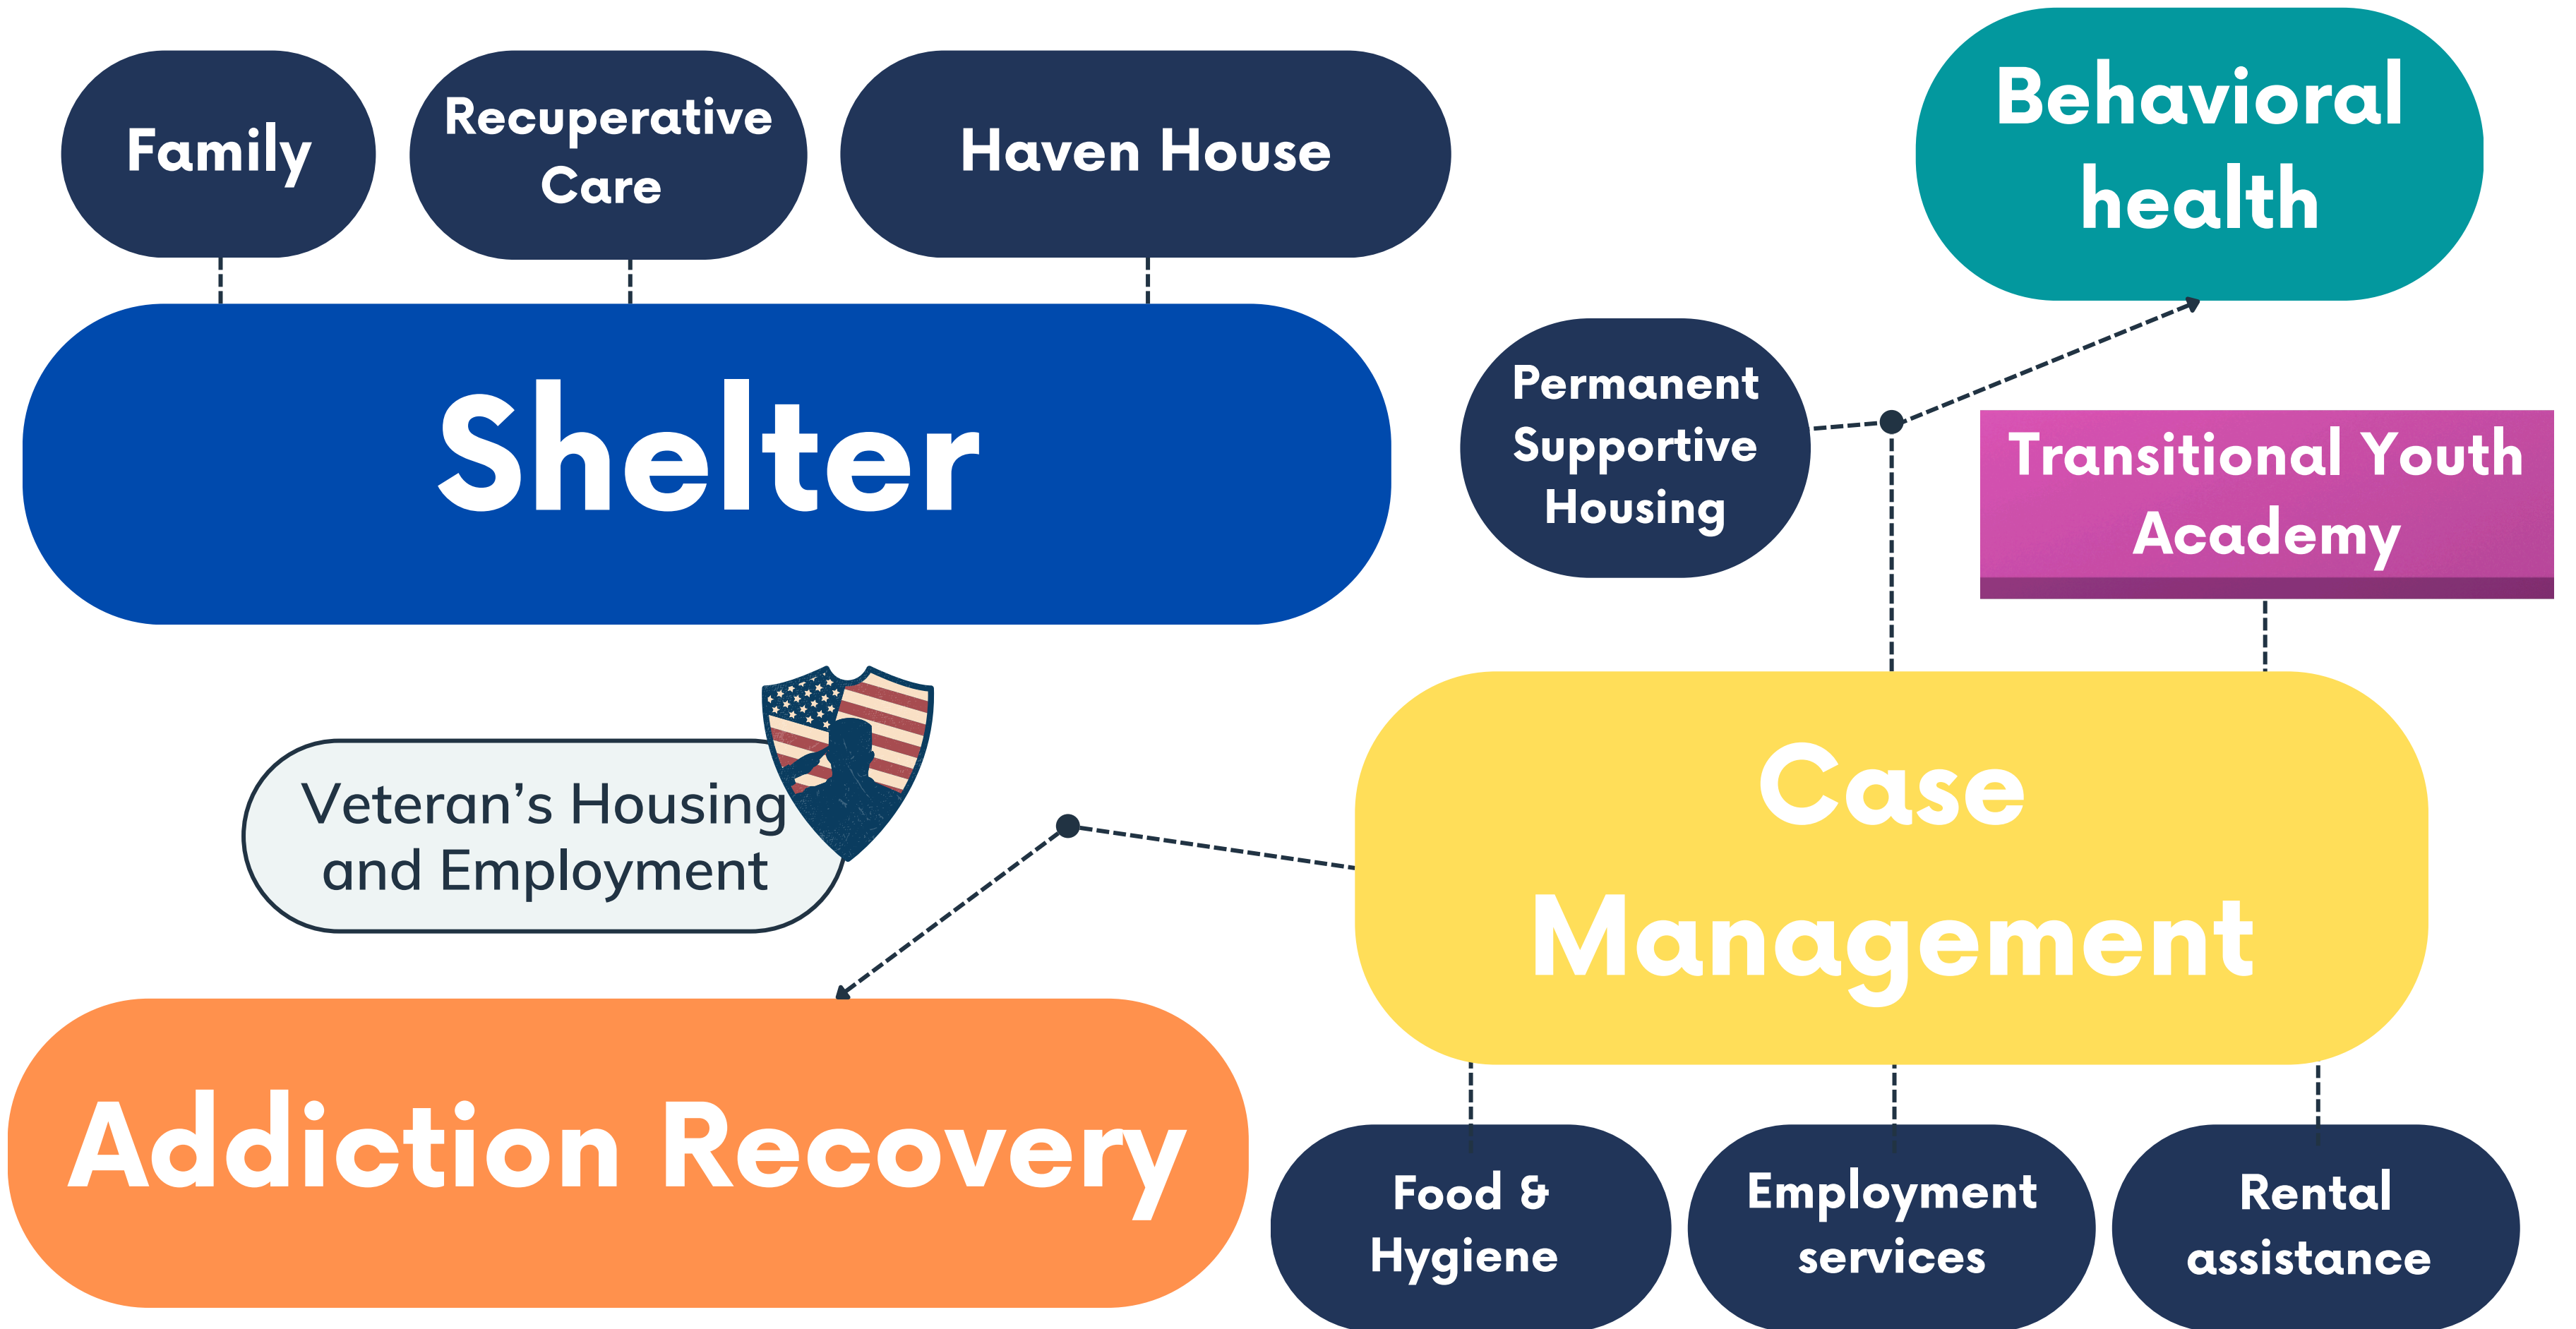 Family
Recuperative
Care
Haven House
Behavioral
health
Shelter
Permanent
Supportive
Housing
Transitional Youth
Academy
Veteran’s Housing
and Employment
Case
Management
Addiction Recovery
Food &
Hygiene
Employment
services
Rental
assistance